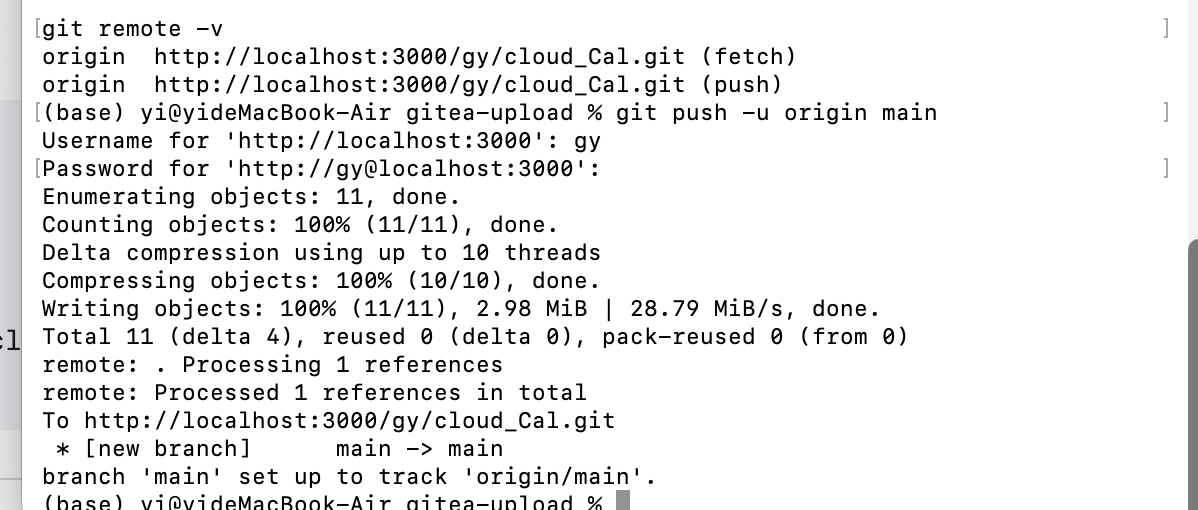 [git remote -v ]
origin  http://localhost:3000/gy/cloud_Cal.git (fetch)
origin  http://localhost:3000/gy/cloud_Cal.git (push)
[(base) yi@yideMacBook-Air gitea-upload % git push -u origin main ]
Username for 'http://localhost:3000': gy
[Password for 'http://gy@localhost:3000': ]
Enumerating objects: 11, done.
Counting objects: 100% (11/11), done.
Delta compression using up to 10 threads
Compressing objects: 100% (10/10), done.
Writing objects: 100% (11/11), 2.98 MiB | 28.79 MiB/s, done.
Total 11 (delta 4), reused 0 (delta 0), pack-reused 0 (from 0)
remote: . Processing 1 references
remote: Processed 1 references in total
To http://localhost:3000/gy/cloud_Cal.git
 * [new branch]      main -> main
branch 'main' set up to track 'origin/main'.
(base) yi@yideMacBook-Air gitea-upload %